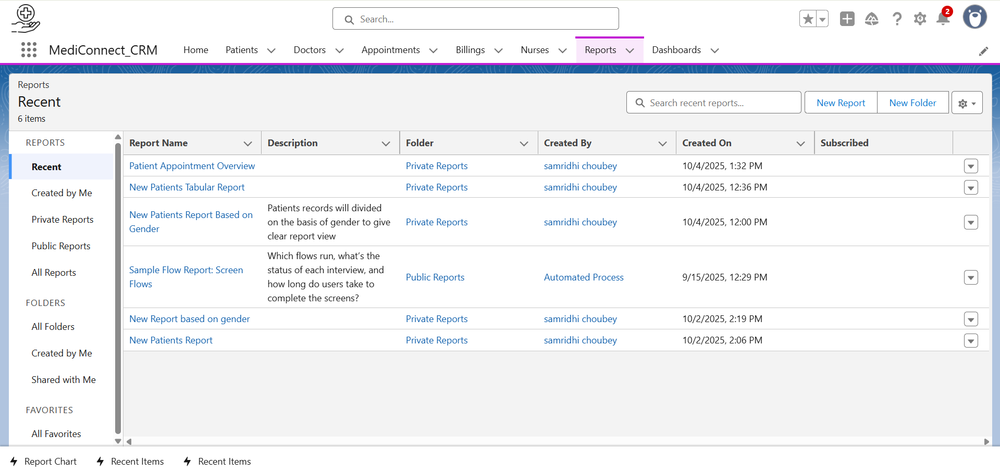 Search...
2
MediConnect_CRM
Home
Patients
Doctors
Appointments
Billings
Nurses
Reports
Dashboards
Reports
Recent
6 items
Search recent reports...
New Report
New Folder
REPORTS
Recent
Created by Me
Private Reports
Public Reports
All Reports
FOLDERS
All Folders
Created by Me
Shared with Me
FAVORITES
All Favorites
Report Name
Description
Folder
Created By
Created On
Subscribed
Patient Appointment Overview
Private Reports
samridhi choubey
10/4/2025, 1:32 PM
New Patients Tabular Report
Private Reports
samridhi choubey
10/4/2025, 12:36 PM
New Patients Report Based on
Gender
Patients records will divided
on the basis of gender to give
clear report view
Private Reports
samridhi choubey
10/4/2025, 12:00 PM
Sample Flow Report: Screen
Flows
Which flows run, what’s the
status of each interview, and
how long do users take to
complete the screens?
Public Reports
Automated Process
9/15/2025, 12:29 PM
New Report based on gender
Private Reports
samridhi choubey
10/2/2025, 2:19 PM
New Patients Report
Private Reports
samridhi choubey
10/2/2025, 2:06 PM
Report Chart
Recent Items
Recent Items